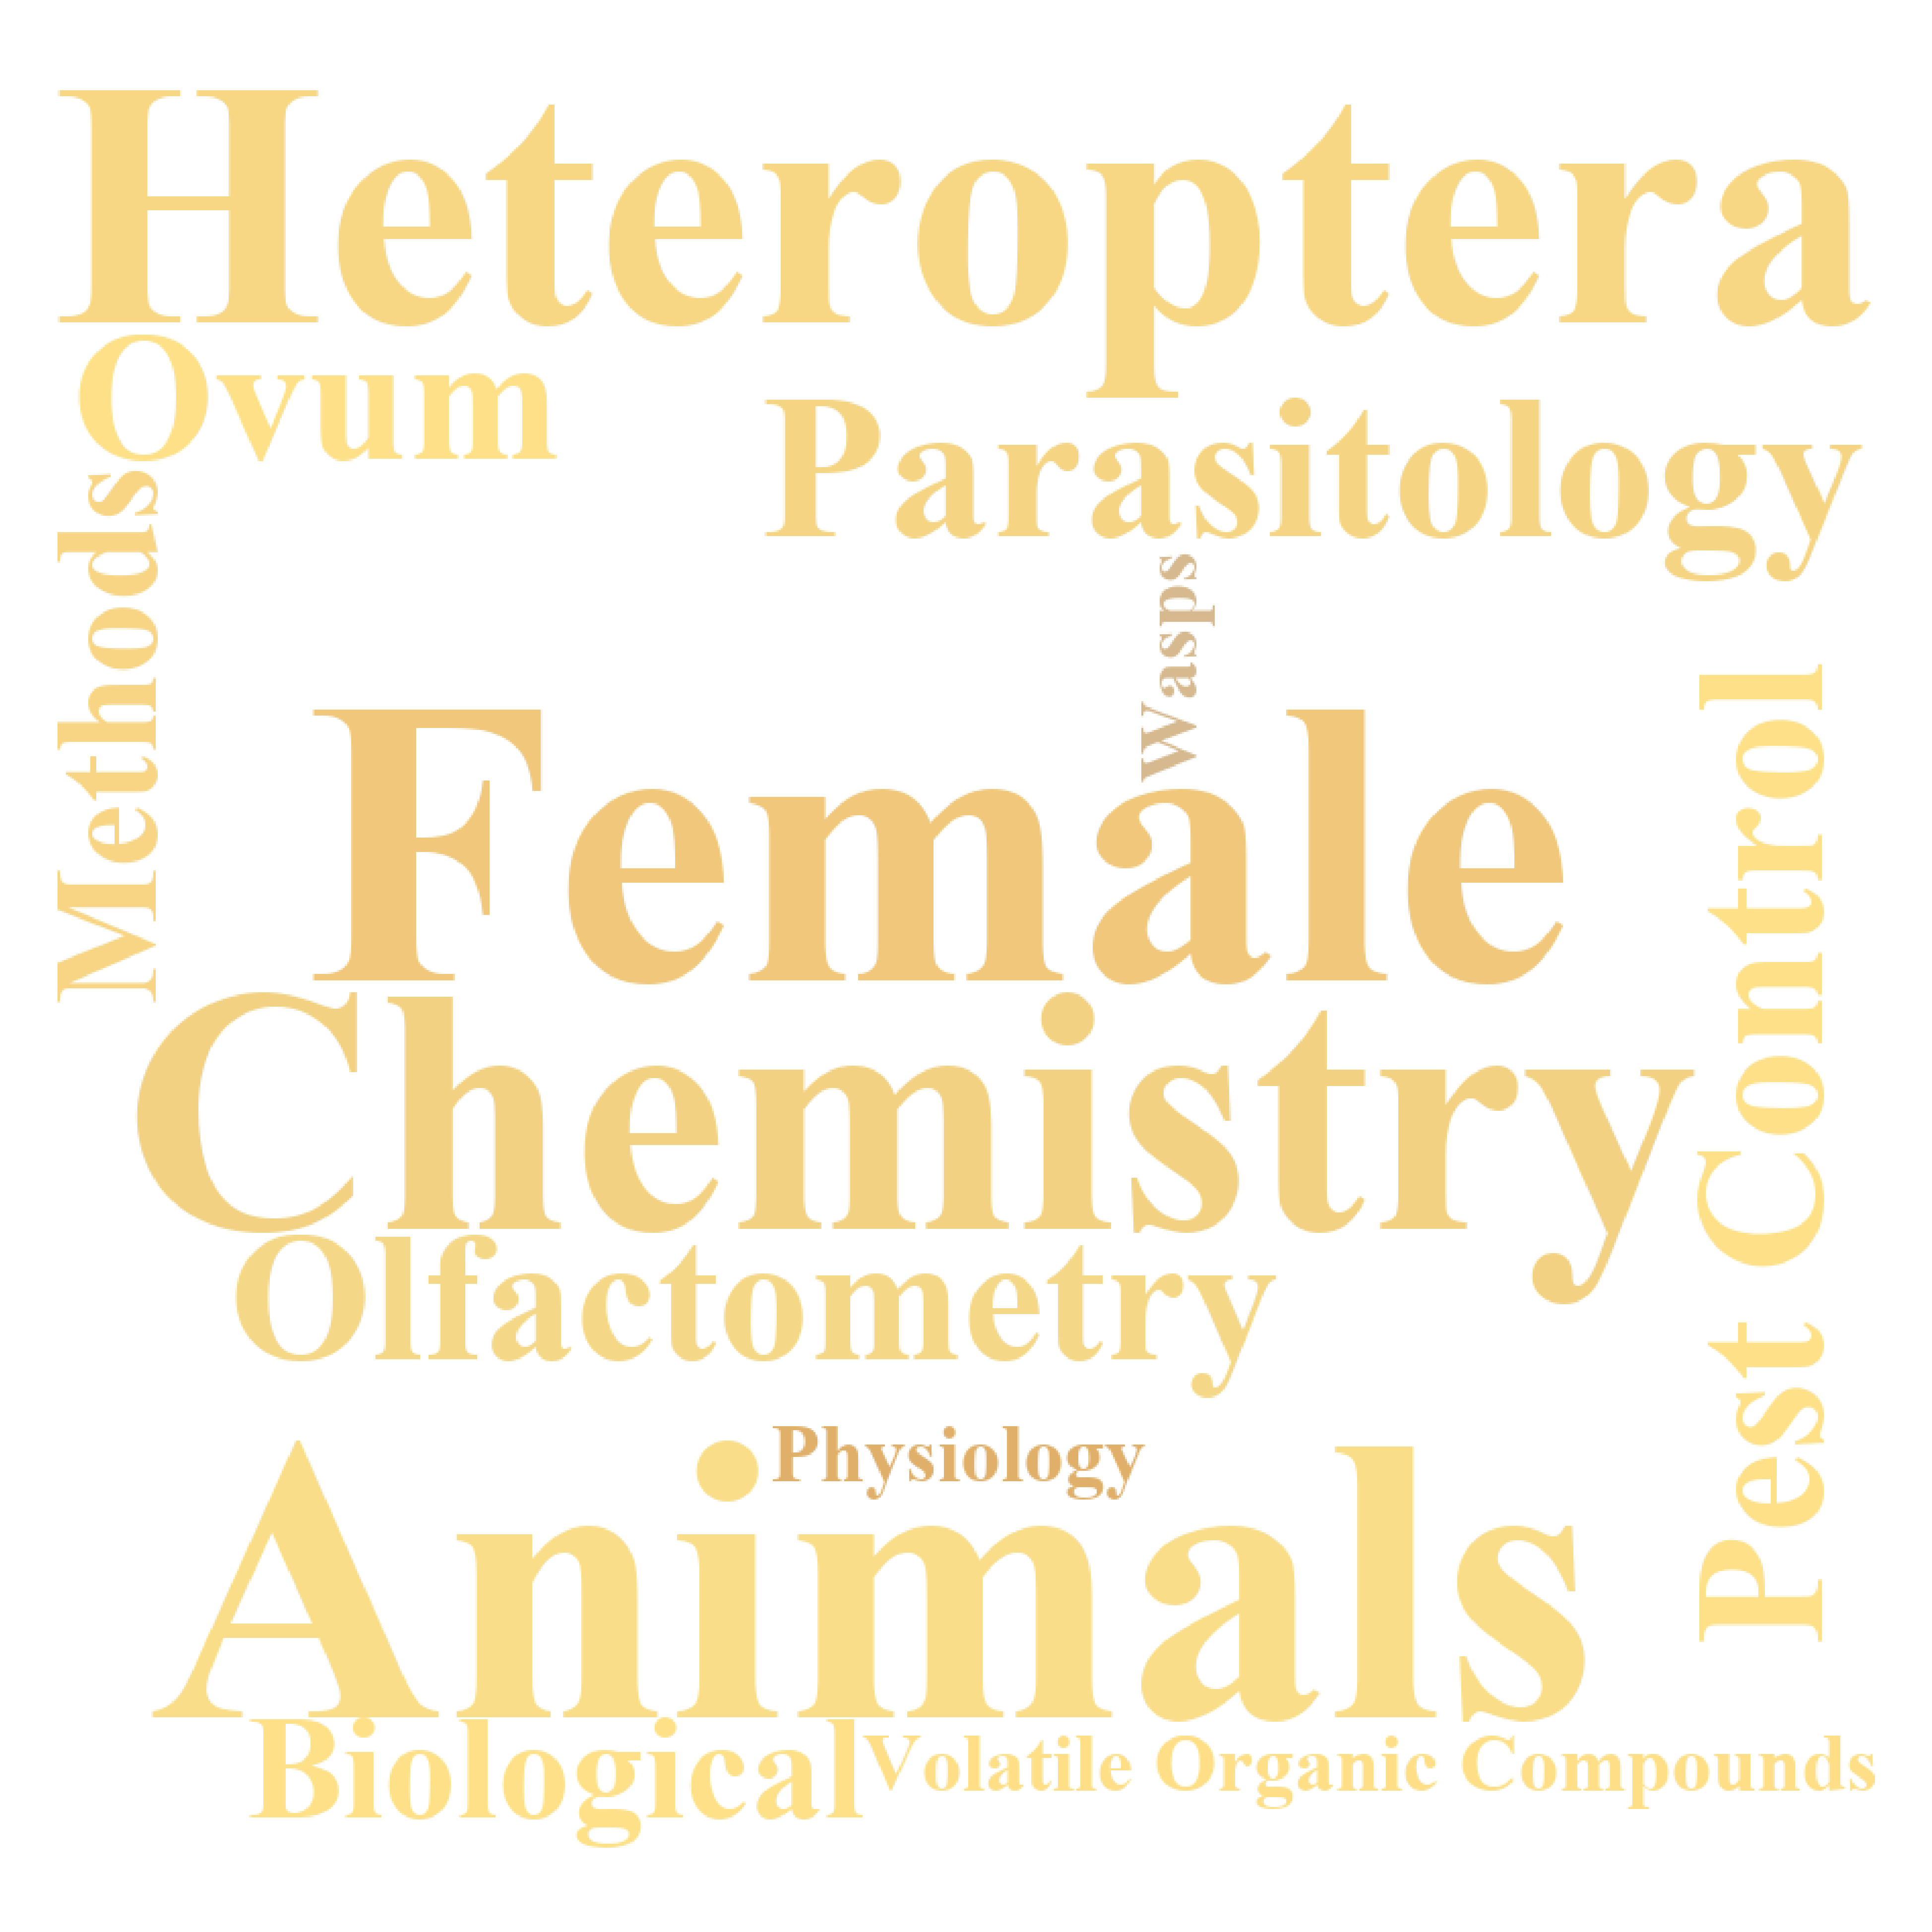 Heteroptera
Ovum
Parasitology
Methods
Wasps
Female
Pest Control
Chemistry
Olfactometry
Physiology
Animals
Biological
Volatile Organic Compounds